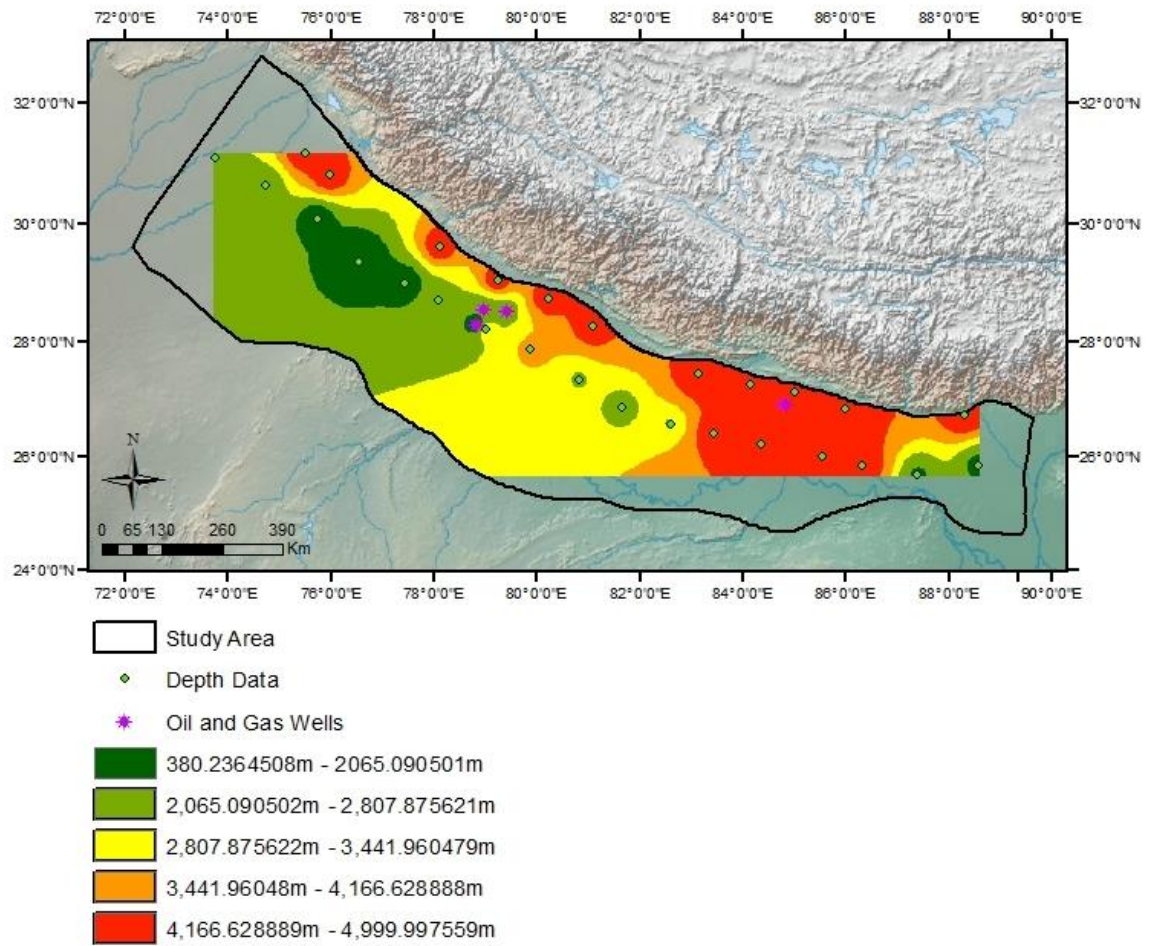 72°0'0"E 74°0'0"E 76°0'0"E 78°0'0"E 80°0'0"E 82°0'0"E 84°0'0"E 86°0'0"E 88°0'0"E 90°0'0"E
32°0'0"N 32°0'0"N
30°0'0"N 30°0'0"N
28°0'0"N 28°0'0"N
26°0'0"N 26°0'0"N
N
0 65 130 260 390
Km
24°0'0"N 24°0'0"N
72°0'0"E 74°0'0"E 76°0'0"E 78°0'0"E 80°0'0"E 82°0'0"E 84°0'0"E 86°0'0"E 88°0'0"E 90°0'0"E
Study Area
Depth Data
Oil and Gas Wells
380.2364508m - 2065.090501m
2,065.090502m - 2,807.875621m
2,807.875622m - 3,441.960479m
3,441.96048m - 4,166.628888m
4,166.628889m - 4,999.997559m